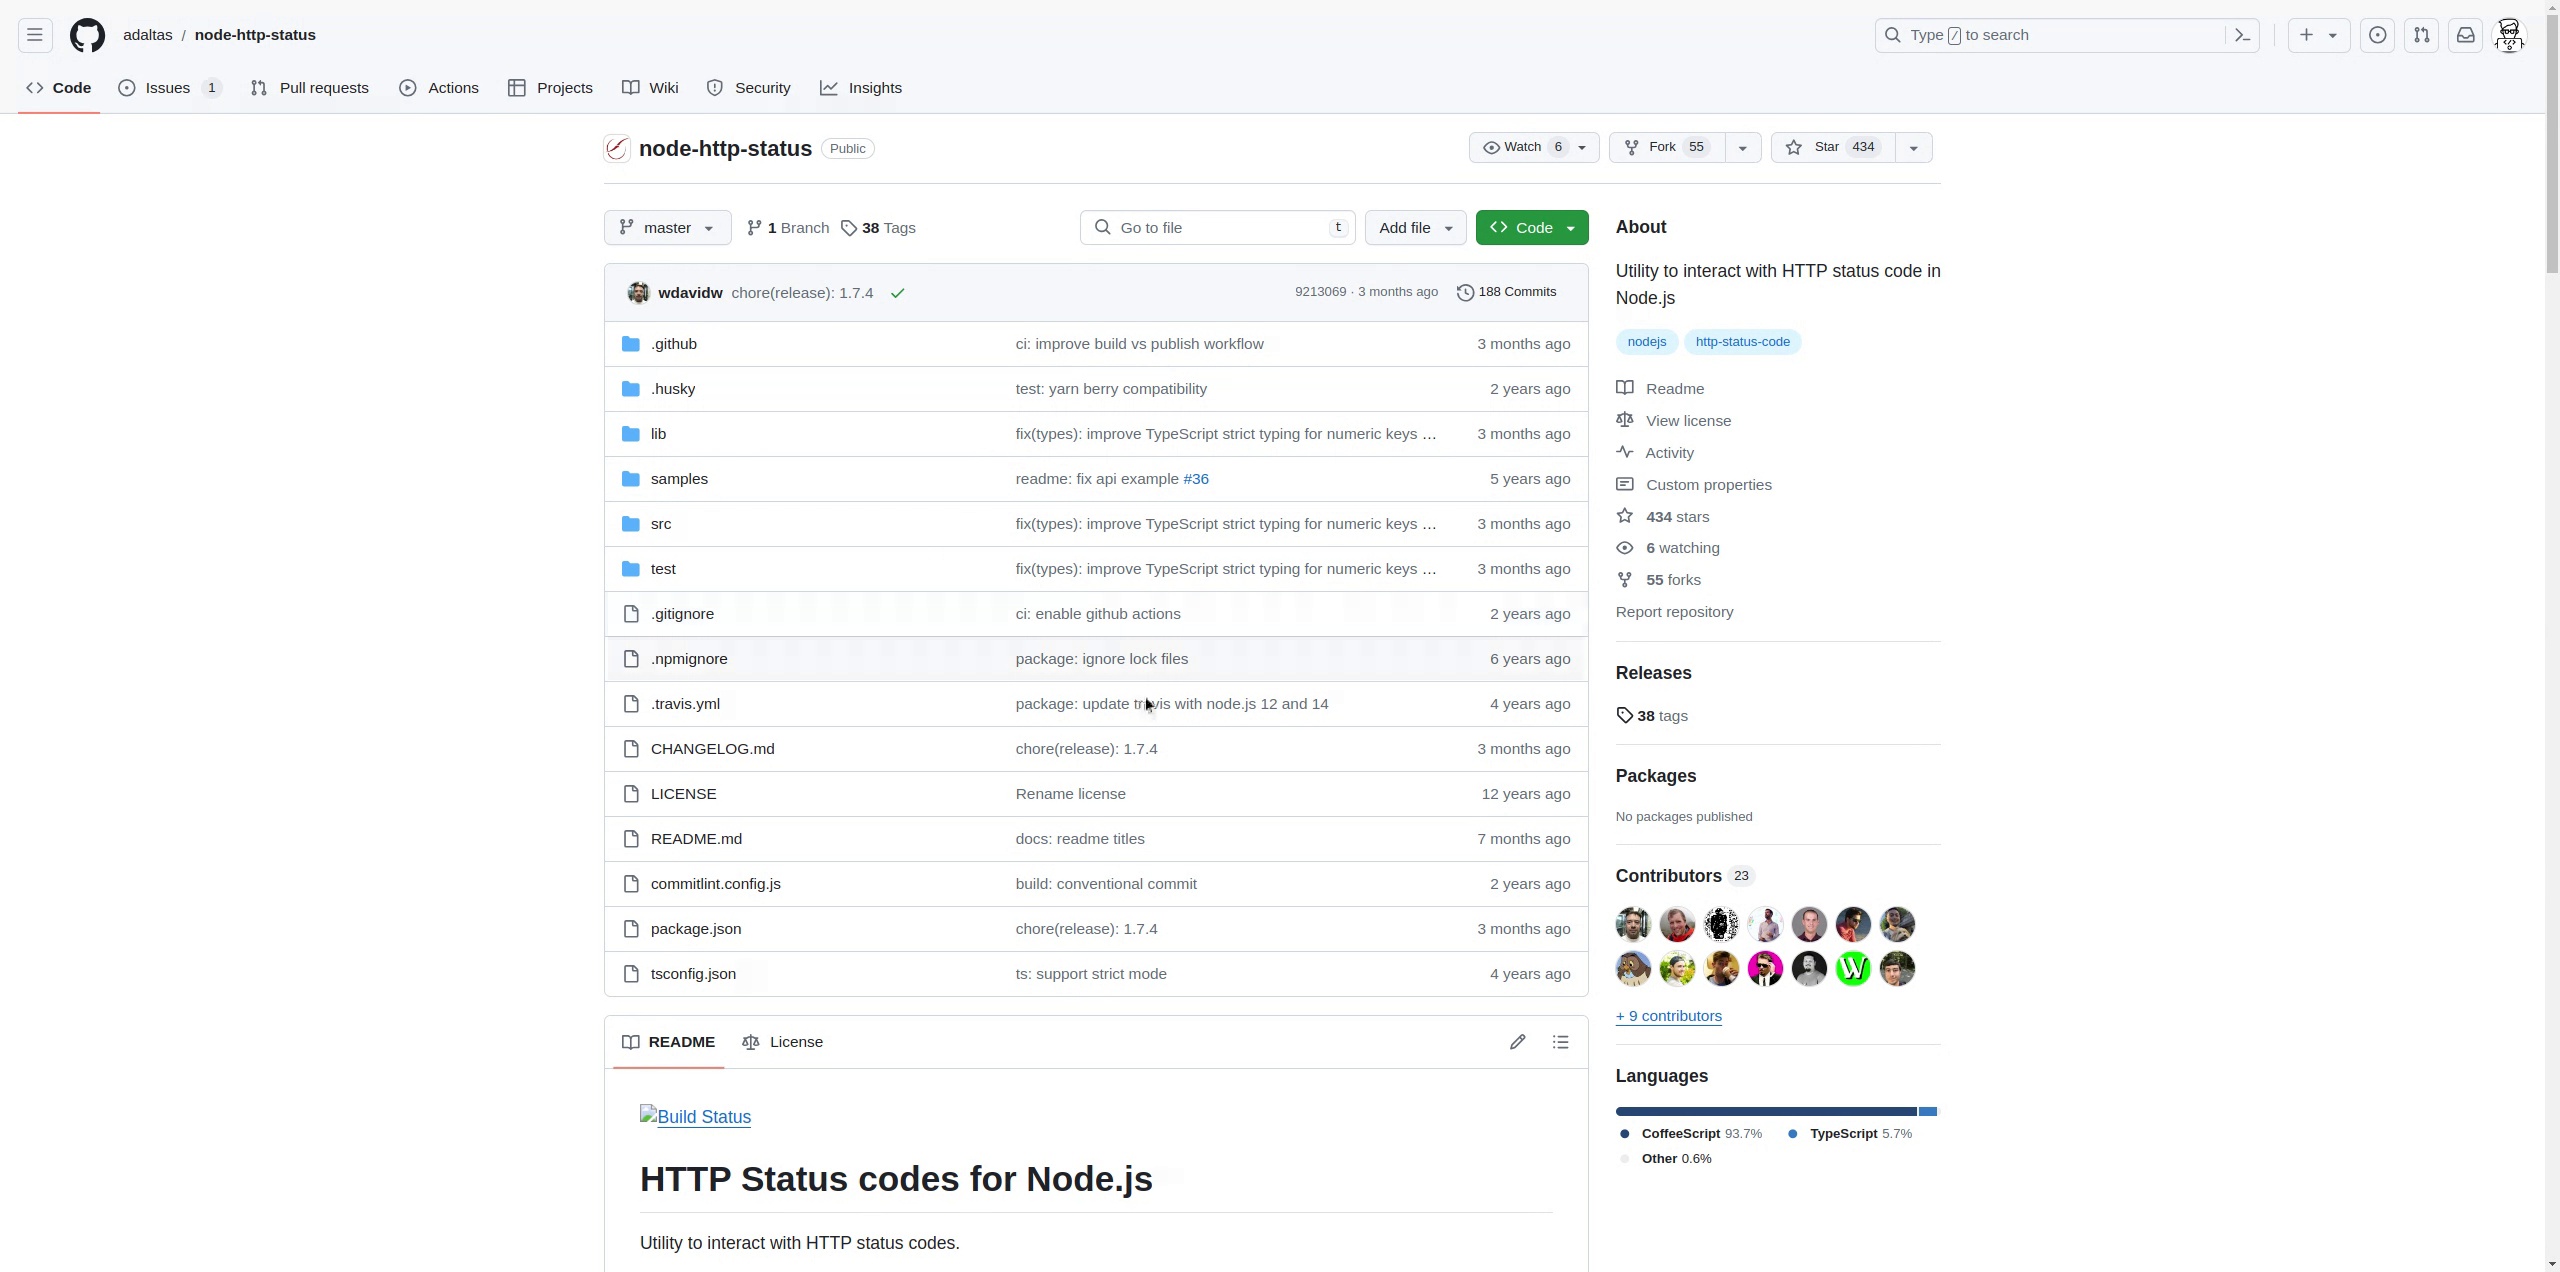 adaltas / node-http-status
Type / to search
Code
Issues 1
Pull requests
Actions
Projects
Wiki
Security
Insights
node-http-status Public
Watch 6
Fork 55
Star 434
master
1 Branch
38 Tags
Go to file t
Add file
Code
wdavidw chore(release): 1.7.4 9213069 · 3 months ago 188 Commits
.github ci: improve build vs publish workflow 3 months ago
.husky test: yarn berry compatibility 2 years ago
lib fix(types): improve TypeScript strict typing for numeric keys … 3 months ago
samples readme: fix api example #36 5 years ago
src fix(types): improve TypeScript strict typing for numeric keys … 3 months ago
test fix(types): improve TypeScript strict typing for numeric keys … 3 months ago
.gitignore ci: enable github actions 2 years ago
.npmignore package: ignore lock files 6 years ago
.travis.yml package: update travis with node.js 12 and 14 4 years ago
CHANGELOG.md chore(release): 1.7.4 3 months ago
LICENSE Rename license 12 years ago
README.md docs: readme titles 7 months ago
commitlint.config.js build: conventional commit 2 years ago
package.json chore(release): 1.7.4 3 months ago
tsconfig.json ts: support strict mode 4 years ago
README
License
Build Status
HTTP Status codes for Node.js
Utility to interact with HTTP status codes.
About
Utility to interact with HTTP status code in
Node.js
nodejs http-status-code
Readme
View license
Activity
Custom properties
434 stars
6 watching
55 forks
Report repository
Releases
38 tags
Packages
No packages published
Contributors 23
W
+ 9 contributors
Languages
CoffeeScript 93.7% TypeScript 5.7%
Other 0.6%